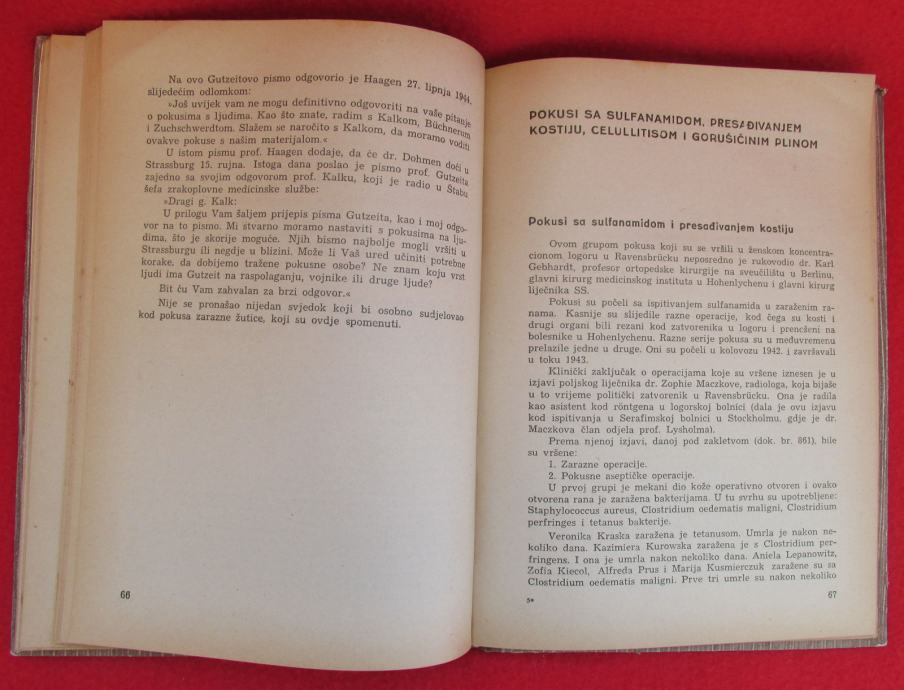 Na ovo Gutzeitovo pismo odgovorio je Haagen 27. lipnja 1944.
slijedećim odlomkom:
»Još uvijek vam ne mogu definitivno odgovoriti na vaše pitanje
o pokusima s ljudima. Kao što znate, radim s Kalkom, Büchnerum
i Zuchschwerdtom. Slažem se naročito s Kalkom, da moramo voditi
ovakve pokuse s našim materijalom.«
U istom pismu prof. Haagen dodaje, da će dr. Dohmen doći u
Strassburg 15. rujna. Istoga dana poslao je pismo prof. Gutzeita
zajedno sa svojim odgovorom prof. Kalku, koji je radio u Štabu
šefa zrakoplovne medicinske službe:
»Dragi g. Kalk:
U prilogu Vam šaljem prijepis pisma Gutzeita, kao i moj odgo-
vor na to pismo. Mi stvarno moramo nastaviti s pokusima na lju-
dima, što je skorije moguće. Njih bismo najbolje mogli vršiti u
Strassburgu ili negdje u blizini. Može li Vaš ured učiniti potrebne
korake, da dobijemo tražene pokusne osobe? Ne znam koju vrst
ljudi ima Gutzeit na raspolaganju, vojnike ili druge ljude?
Bit ću Vam zahvalan za brzi odgovor.«
Nije se pronašao nijedan svjedok koji bi osobno sudjelovao
kod pokusa zarazne žutice, koji su ovdje spomenuti.
66
POKUSI SA SULFANAMIDOM, PRESAĐIVANJEM
KOSTIJU, CELULLITISOM I GORUŠIČINIM PLINOM
Pokusi sa sulfanamidom i presađivanjem kostiju
Ovom grupom pokusa koji su se vršili u ženskom koncentra-
cionom logoru u Ravensbrücku neposredno je rukovodio dr. Karl
Gebhardt, profesor ortopedske kirurgije na sveučilištu u Berlinu,
glavni kirurg medicinskog instituta u Hohenlychenu i glavni kirurg
liječnika SS.
Pokusi su počeli sa ispitivanjem sulfanamida u zaraženim ra-
nama. Kasnije su slijedile razne operacije, kod čega su kosti i
drugi organi bili rezani kod zatvorenika u logoru i prenešeni na
bolesnike u Hohenlychenu. Razne serije pokusa su u međuvremenu
prelazile jedne u druge. Oni su počeli u kolovozu 1942. i završavali
u toku 1943.
Klinički zaključak o operacijama koje su vršene iznesen je u
izjavi poljskog liječnika dr. Zophie Maczkove, radiologa, koja bijaše
u to vrijeme politički zatvorenik u Ravensbrücku. Ona je radila
kao asistent kod röntgena u logorskoj bolnici (dala je ovu izjavu
kod ispitivanja u Serafimskoj bolnici u Stockholmu, gdje je dr.
Maczkova član odjela prof. Lysholma).
Prema njenoj izjavi, danoj pod zakletvom (dok. br. 861), bile
su vršene:
1. Zarazne operacije.
2. Pokusne aseptičke operacije.
U prvoj grupi je mekani dio kože operativno otvoren i ovako
otvorena rana je zaražena bakterijama. U tu svrhu su upotrebljene:
Staphylococcus aureus, Clostridium oedematis maligni, Clostridium
perfringes i tetanus bakterije.
Veronika Kraska zaražena je tetanusom. Umrla je nakon ne-
koliko dana. Kazimiera Kurowska zaražena je s Clostridium per-
fringens. I ona je umrla nakon nekoliko dana. Aniela Lepanowitz,
Zofia Kiecol, Alfreda Prus i Marija Kusmierczuk zaražene su sa
Clostridium oedematis maligni. Prve tri umrle su nakon nekoliko
5*
67